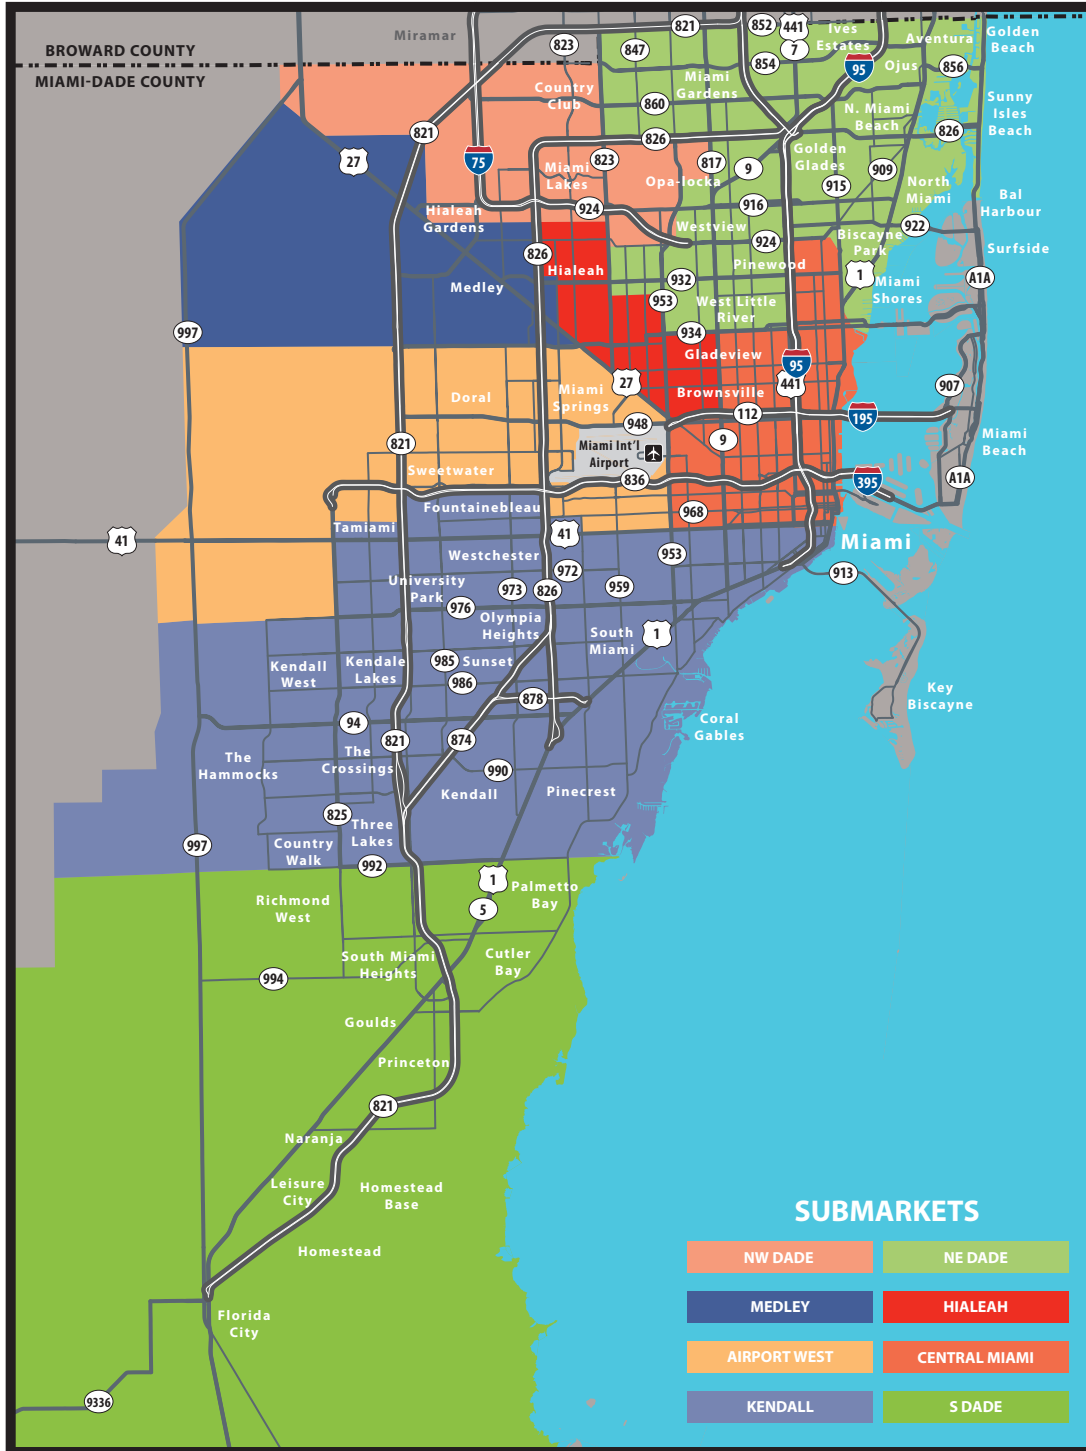 BROWARD COUNTY
MIAMI-DADE COUNTY
Miramar
821
852
441
7
Ives
Estates
Aventura
Golden
Beach
823
847
854
95
Ojus
856
Country
Club
Miami
Gardens
860
N. Miami
Beach
Sunny
Isles
Beach
821
27
75
826
826
823
817
9
Golden
Glades
909
915
Miami
Lakes
Opa-locka
North
Miami
Bal
Harbour
Hialeah
Gardens
924
916
Westview
924
Biscayne
Park
922
Surfside
826
Hialeah
Pinewood
1
A1A
Medley
932
953
West Little
River
Miami
Shores
997
934
Gladeview
95
441
27
Brownsville
907
Doral
Miami
Springs
948
112
195
821
9
Miami Int'l
Airport
Miami
Beach
Sweetwater
836
395
A1A
Fountainebleau
968
Tamiami
41
41
Miami
Westchester
953
972
913
University
Park
973
826
959
976
Olympia
Heights
South
Miami
1
Kendall
West
Kendale
Lakes
985
Sunset
986
878
Key
Biscayne
94
Coral
Gables
821
874
The
Hammocks
The
Crossings
990
Kendall
Pinecrest
825
Three
Lakes
997
Country
Walk
992
1
5
Palmetto
Bay
Richmond
West
South Miami
Heights
Cutler
Bay
994
Goulds
Princeton
821
Naranja
Leisure
City
Homestead
Base
Homestead
Florida
City
9336
SUBMARKETS
NW DADE
NE DADE
MEDLEY
HIALEAH
AIRPORT WEST
CENTRAL MIAMI
KENDALL
S DADE